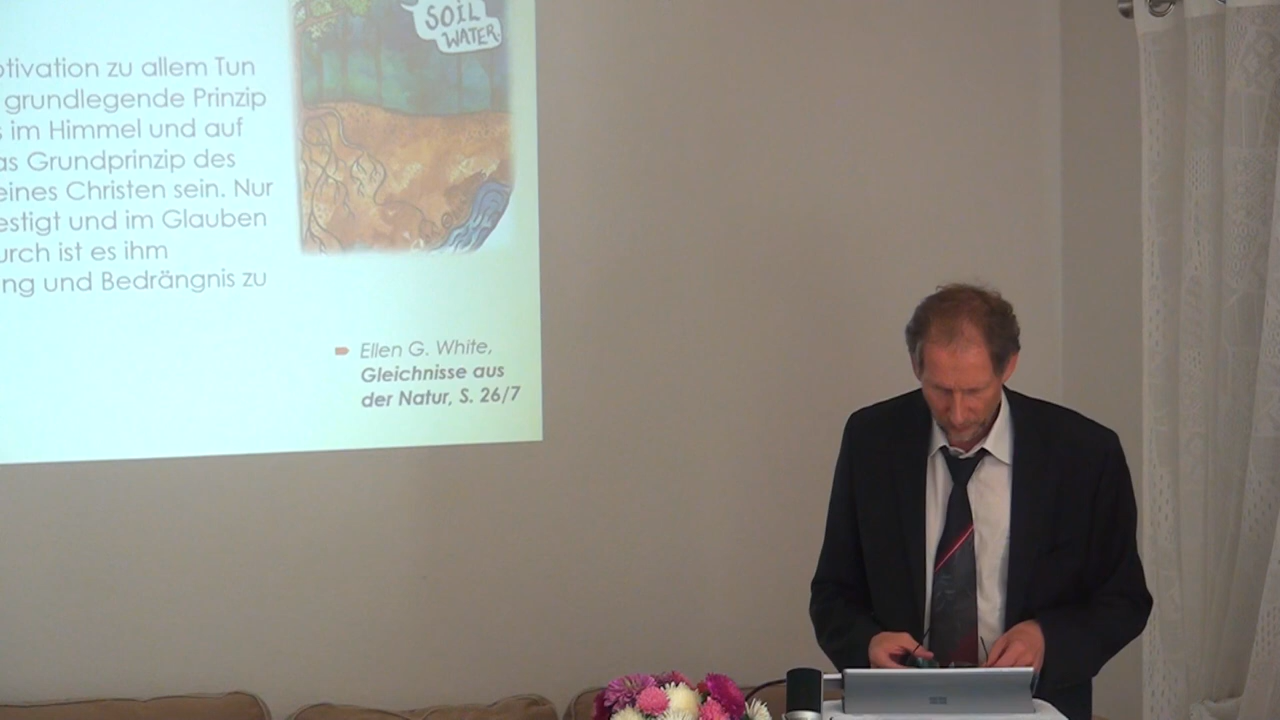 SOIL
WATER
otivation zu allem Tun
grundlegende Prinzip
s im Himmel und auf
as Grundprinzip des
eines Christen sein. Nur
estigt und im Glauben
urch ist es ihm
ng und Bedrängnis zu
Ellen G. White,
Gleichnisse aus
der Natur, S. 26/7